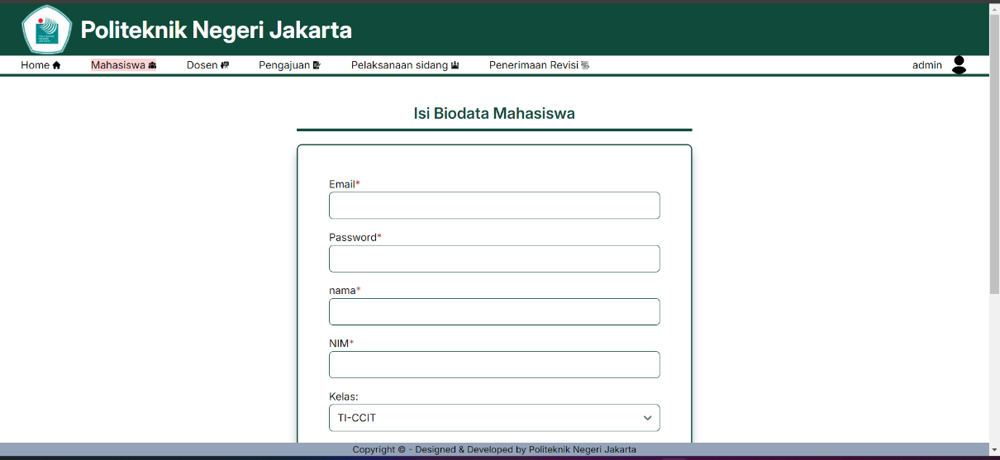 Politeknik Negeri Jakarta
Home
Mahasiswa
Dosen
Pengajuan
Pelaksanaan sidang
Penerimaan Revisi
admin
Isi Biodata Mahasiswa
Email*
Password*
nama*
NIM*
Kelas:
TI-CCIT
Copyright © - Designed & Developed by Politeknik Negeri Jakarta